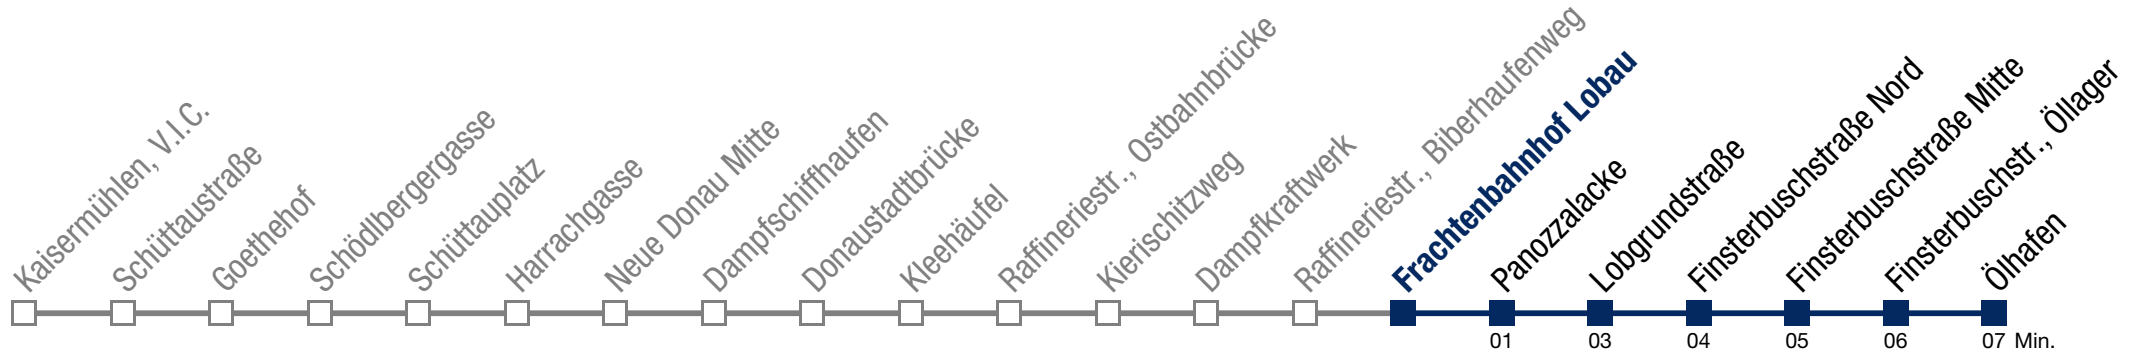 Kaisermühlen, V.I.C.
Schüttaustraße
Goethehof
Schödlbergergasse
Schüttauplatz
Harrachgasse
Neue Donau Mitte
Dampfschiffhaufen
Donaustadtbrücke
Kleehäufel
Raffineriestr., Ostbahnbrücke
Kierischitzweg
Dampfkraftwerk
Raffineriestr., Biberhaufenweg
Frachtenbahnhof Lobau
Panozzalacke
Lobgrundstraße
Finsterbuschstraße Nord
Finsterbuschstraße Mitte
Finsterbuschstr., Öllager
Ölhafen
01 03 04 05 06 07 Min.